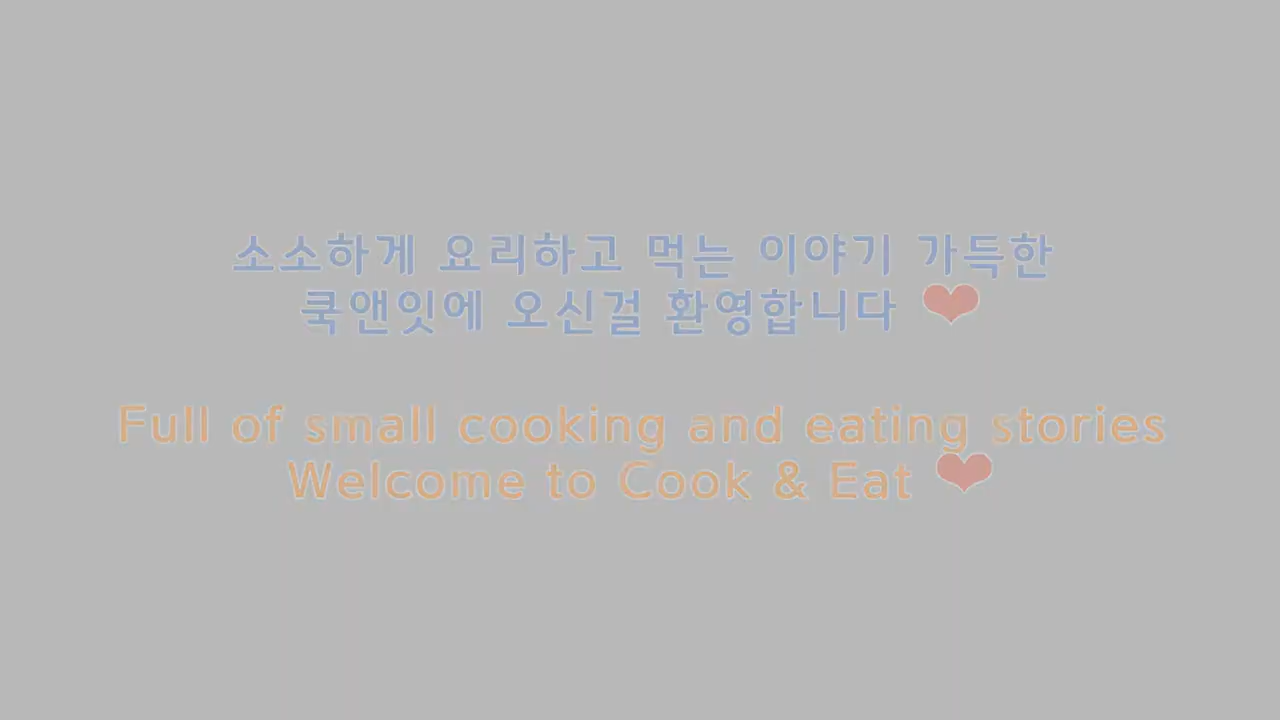 소소하게 요리하고 먹는 이야기 가득한
쿡앤잇에 오신걸 환영합니다 ❤
Full of small cooking and eating stories
Welcome to Cook & Eat ❤